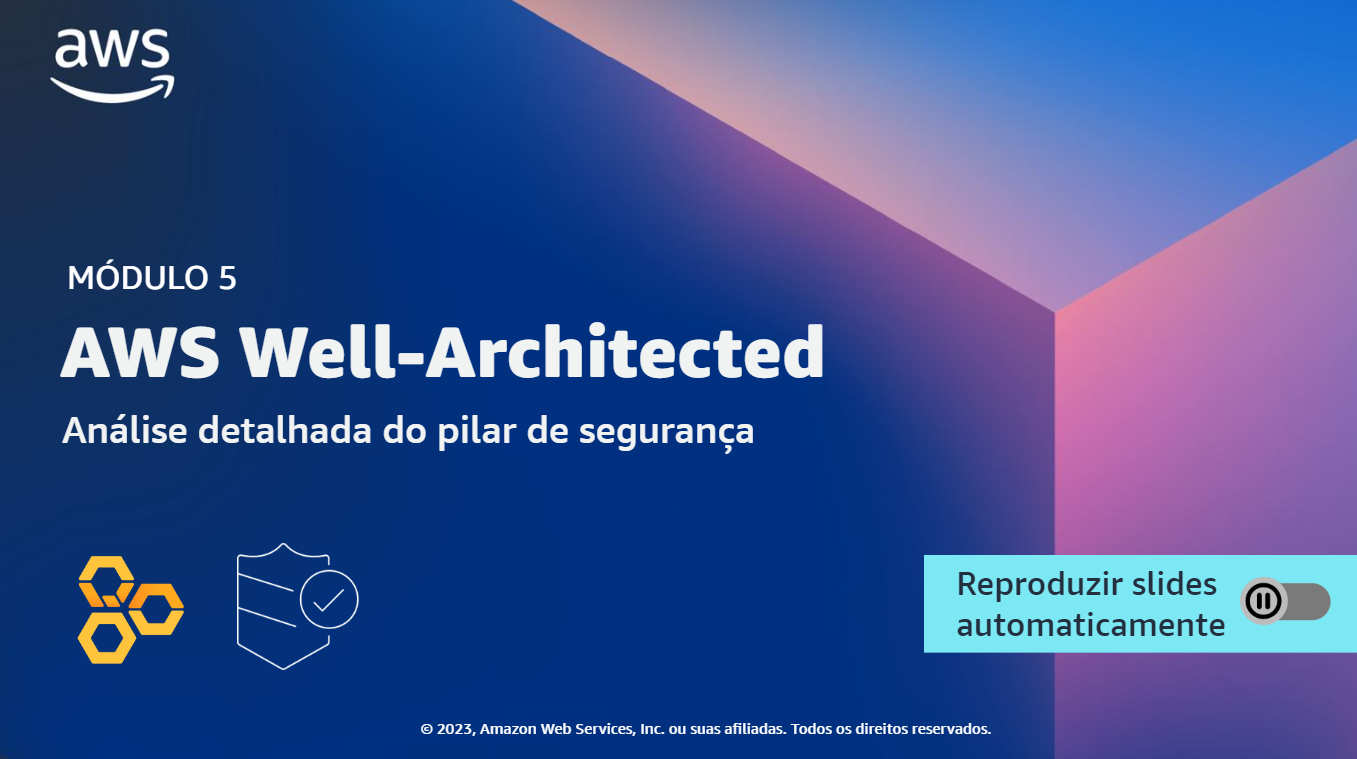 aws
MÓDULO 5
AWS Well-Architected
Análise detalhada do pilar de segurança
Reproduzir slides
automaticamente
© 2023, Amazon Web Services, Inc. ou suas afiliadas. Todos os direitos reservados.